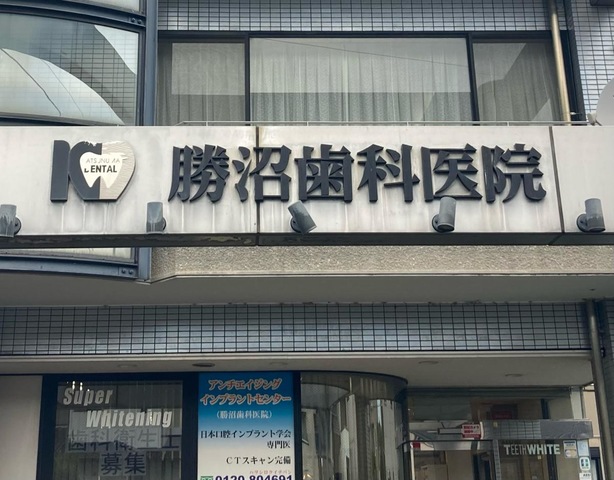 DENTAL
勝沼歯科医院
Super
Whitening
歯科衛生士
募集
アンチエイジング
インプラントセンター
(勝沼歯科医院)
日本口腔インプラント学会
専門医
CTスキャン完備
0120-804691
TEETH WHITE